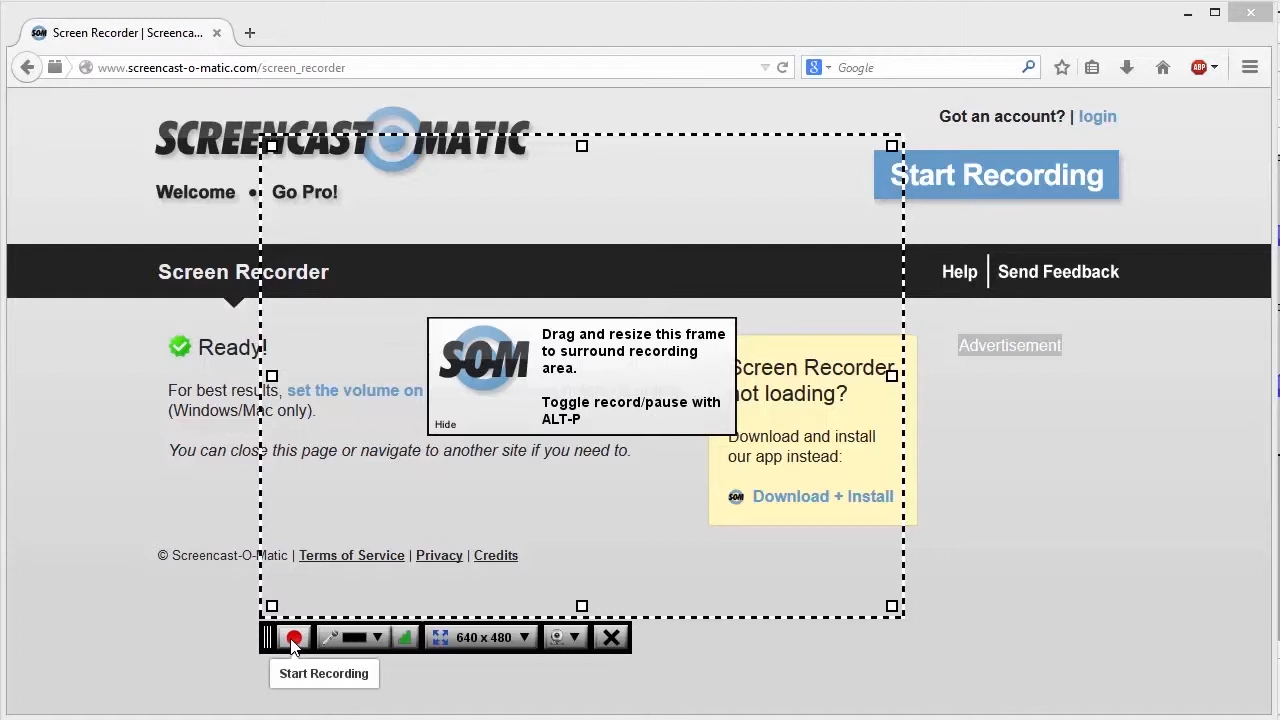 Screen Recorder | Screenca...
www.screencast-o-matic.com/screen_recorder
Google
ABP
SCREENCAST O MATIC
Got an account? | login
Start Recording
Welcome • Go Pro!
Screen Recorder
Help
Send Feedback
Ready!
For best results, set the volume on
(Windows/Mac only).
You can close this page or navigate to another site if you need to.
SOM
Drag and resize this frame
to surround recording
area.
Toggle record/pause with
ALT-P
Hide
Screen Recorder
not loading?
Download and install
our app instead:
SOM Download + Install
Advertisement
© Screencast-O-Matic | Terms of Service | Privacy | Credits
640 x 480
Start Recording